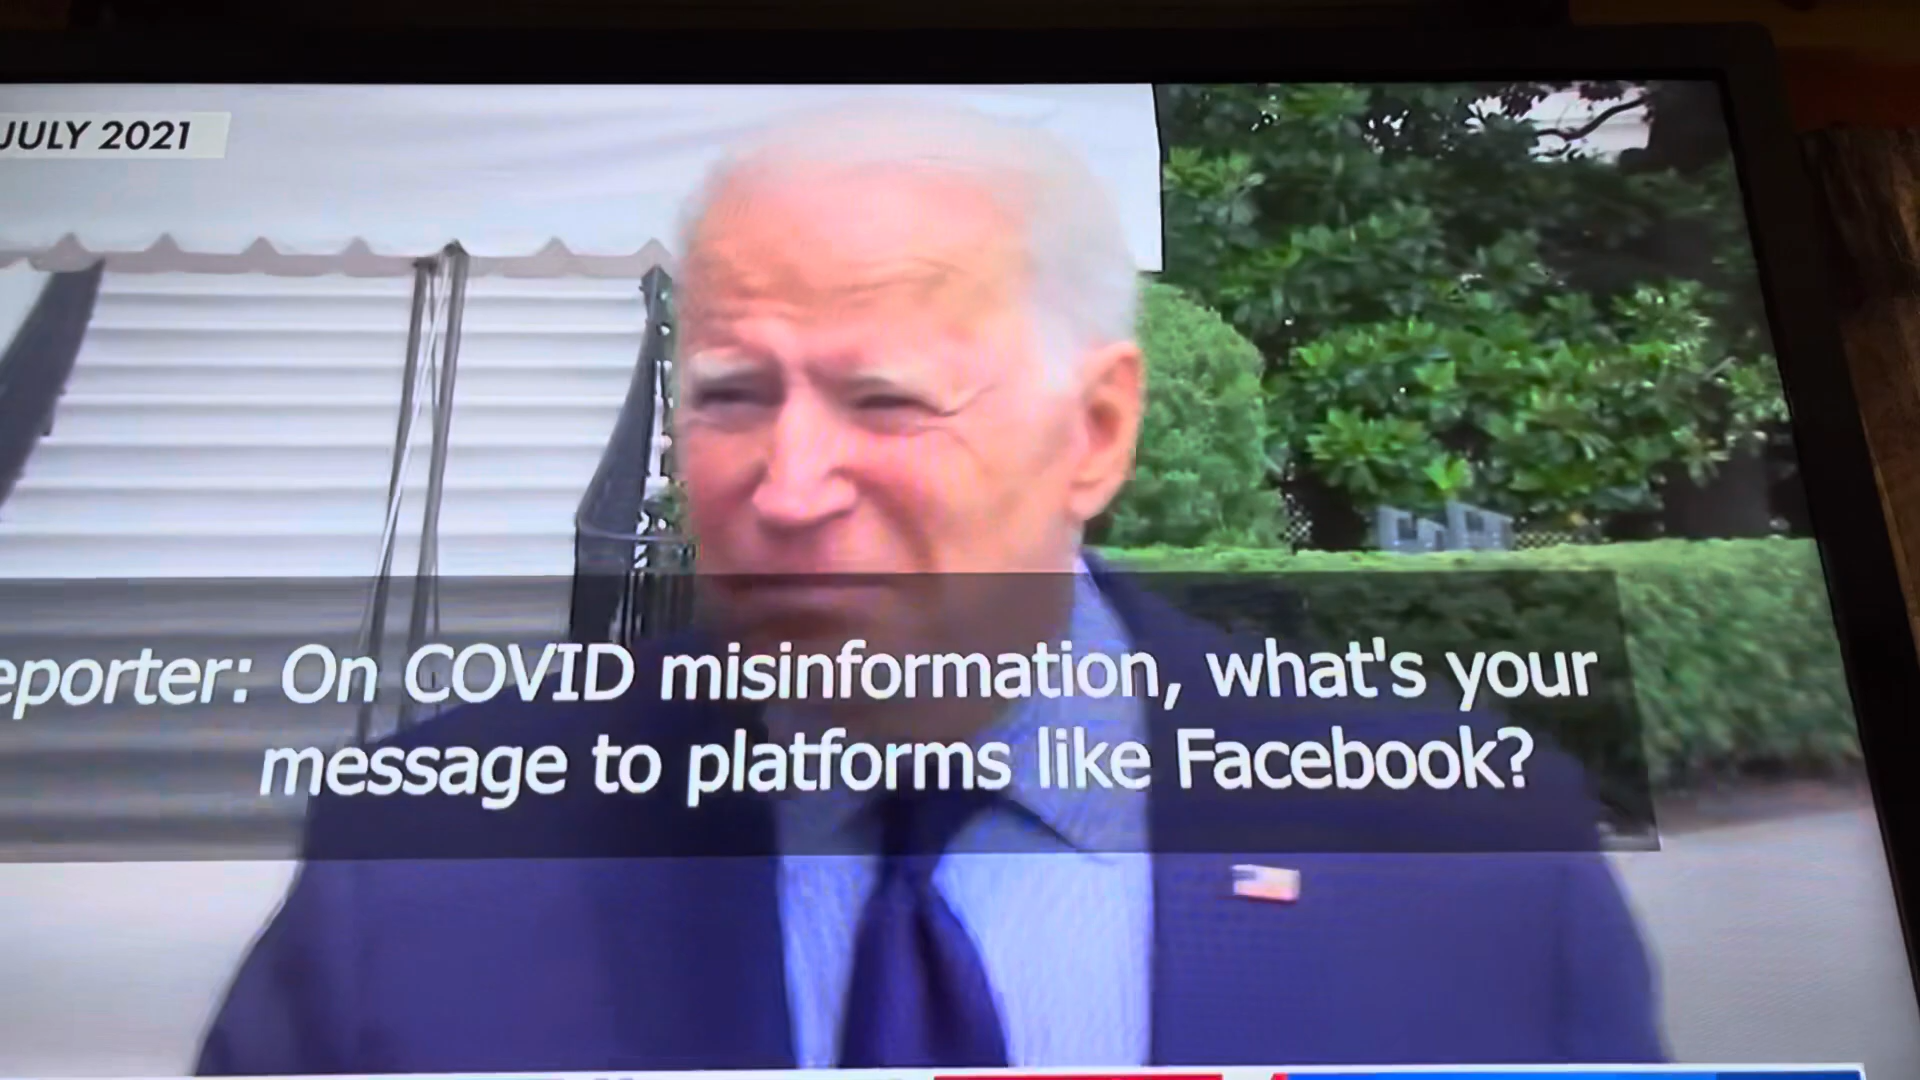 JULY 2021
eporter: On COVID misinformation, what's your
message to platforms like Facebook?